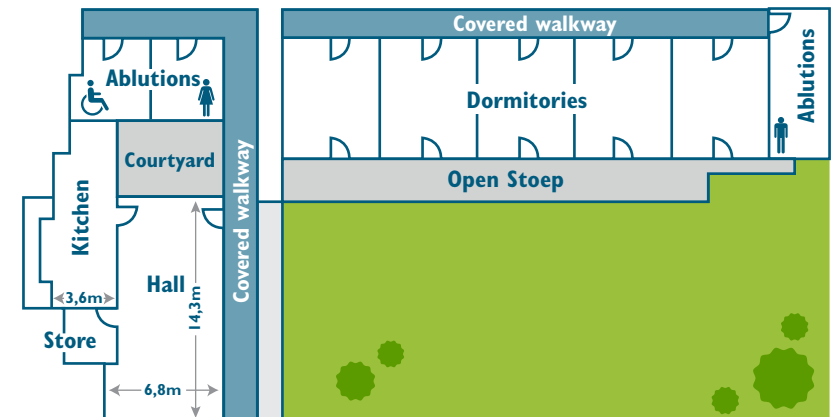 Covered walkway
Ablutions
Ablutions
Dormitories
Courtyard
Open Stoep
Covered walkway
Kitchen
Hall
3,6m
14,3m
Store
6,8m